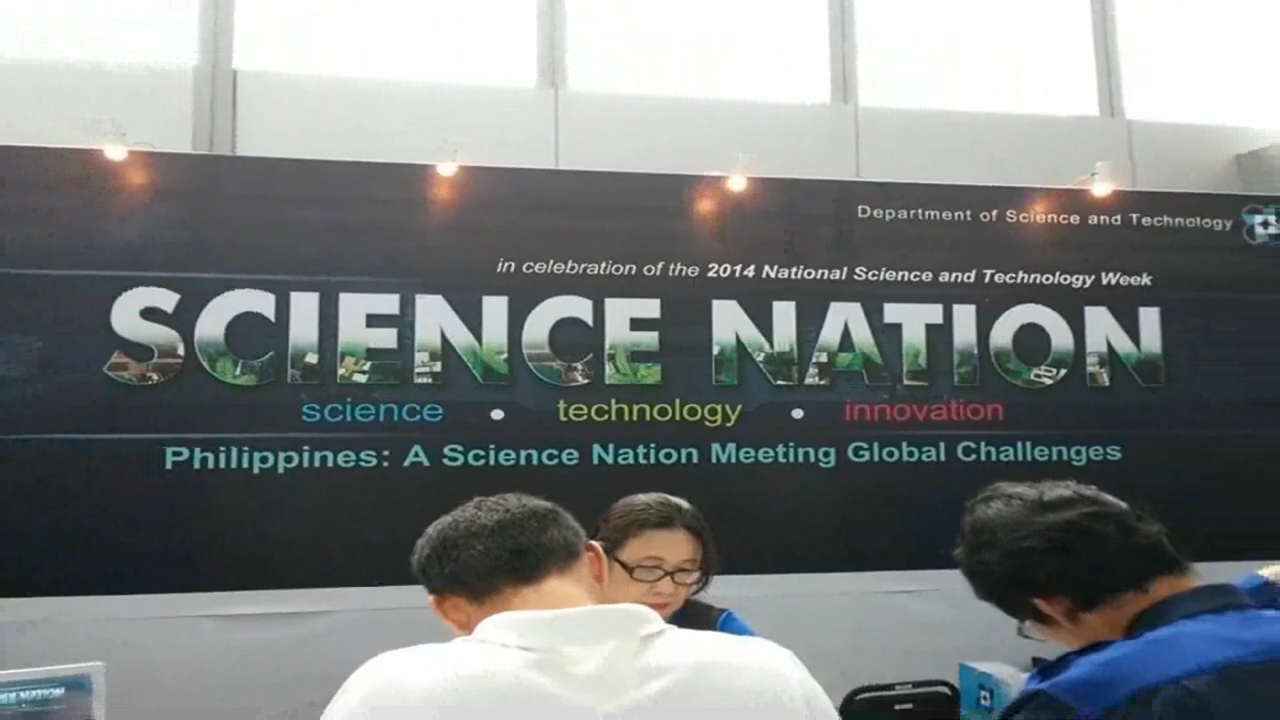 Department of Science and Technology
in celebration of the 2014 National Science and Technology Week
SCIENCE NATION
science • technology • innovation
Philippines: A Science Nation Meeting Global Challenges